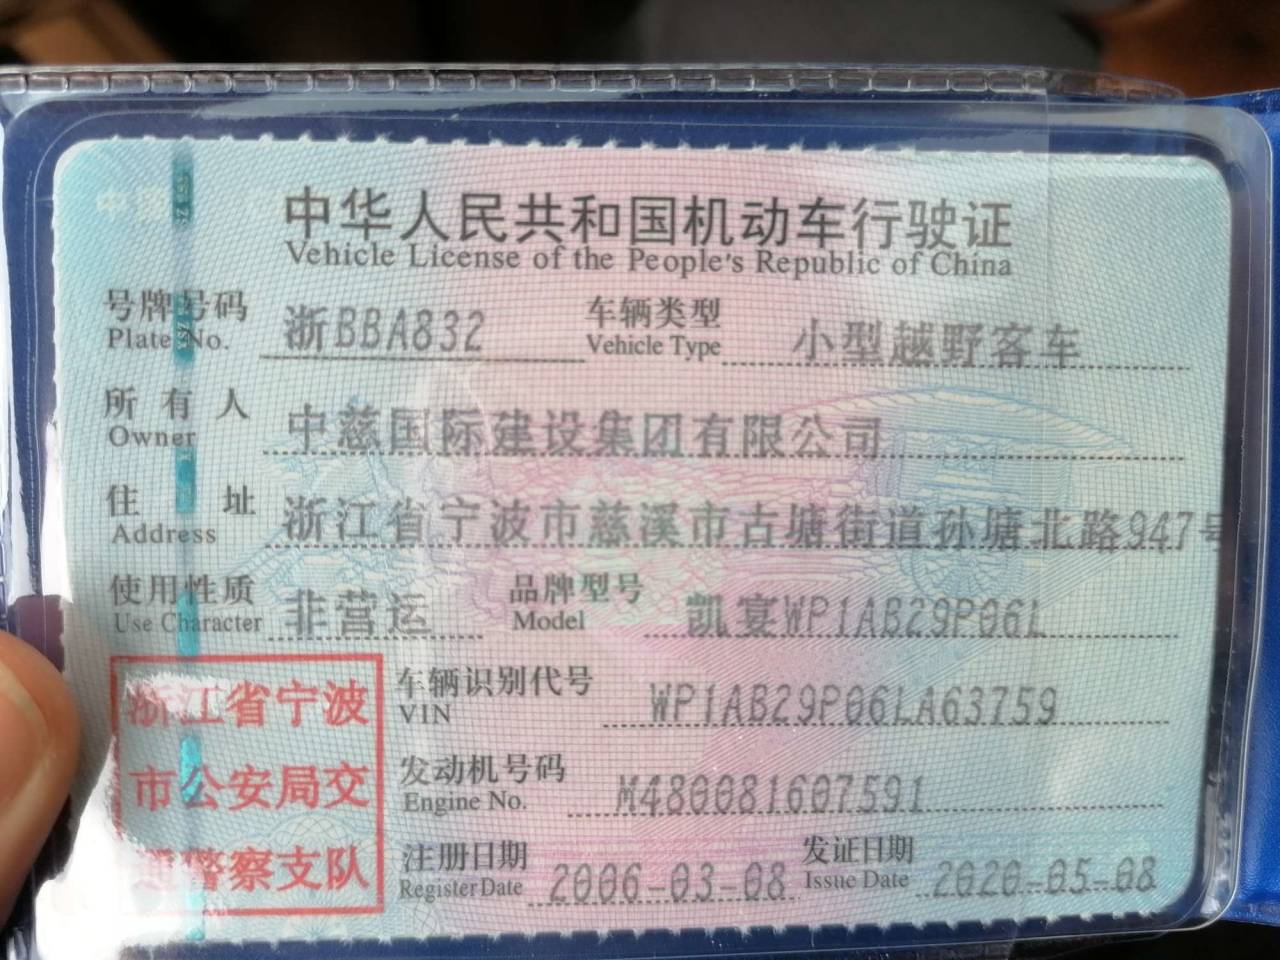 中华人民共和国机动车行驶证
Vehicle License of the People's Republic of China
号牌号码 浙BBA832 车辆类型 小型越野客车
Plate No. Vehicle Type
所有人 中慈国际建设集团有限公司
Owner
住址 浙江省宁波市慈溪市古塘街道孙塘北路947号
Address
使用性质 非营运 品牌型号 凯宴WP1AB29P06L
Use Character Model
浙江省宁波
市公安局交
通警察支队
车辆识别代号 WP1AB29P06LA63759
VIN
发动机号码 M480081607591
Engine No.
注册日期 2006-03-08 发证日期 2020-05-08
Register Date Issue Date